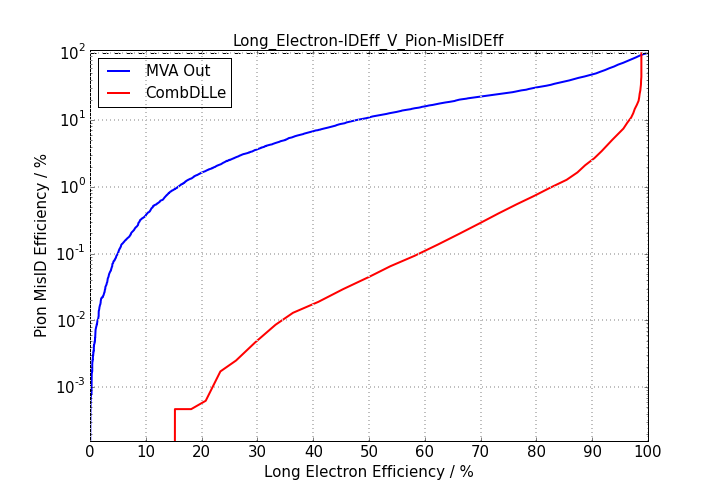 Long_Electron-IDEff_V_Pion-MisIDEff
MVA Out
CombDLLe
Pion MisID Efficiency / %
10²
10¹
10⁰
10⁻¹
10⁻²
10⁻³
0 10 20 30 40 50 60 70 80 90 100
Long Electron Efficiency / %